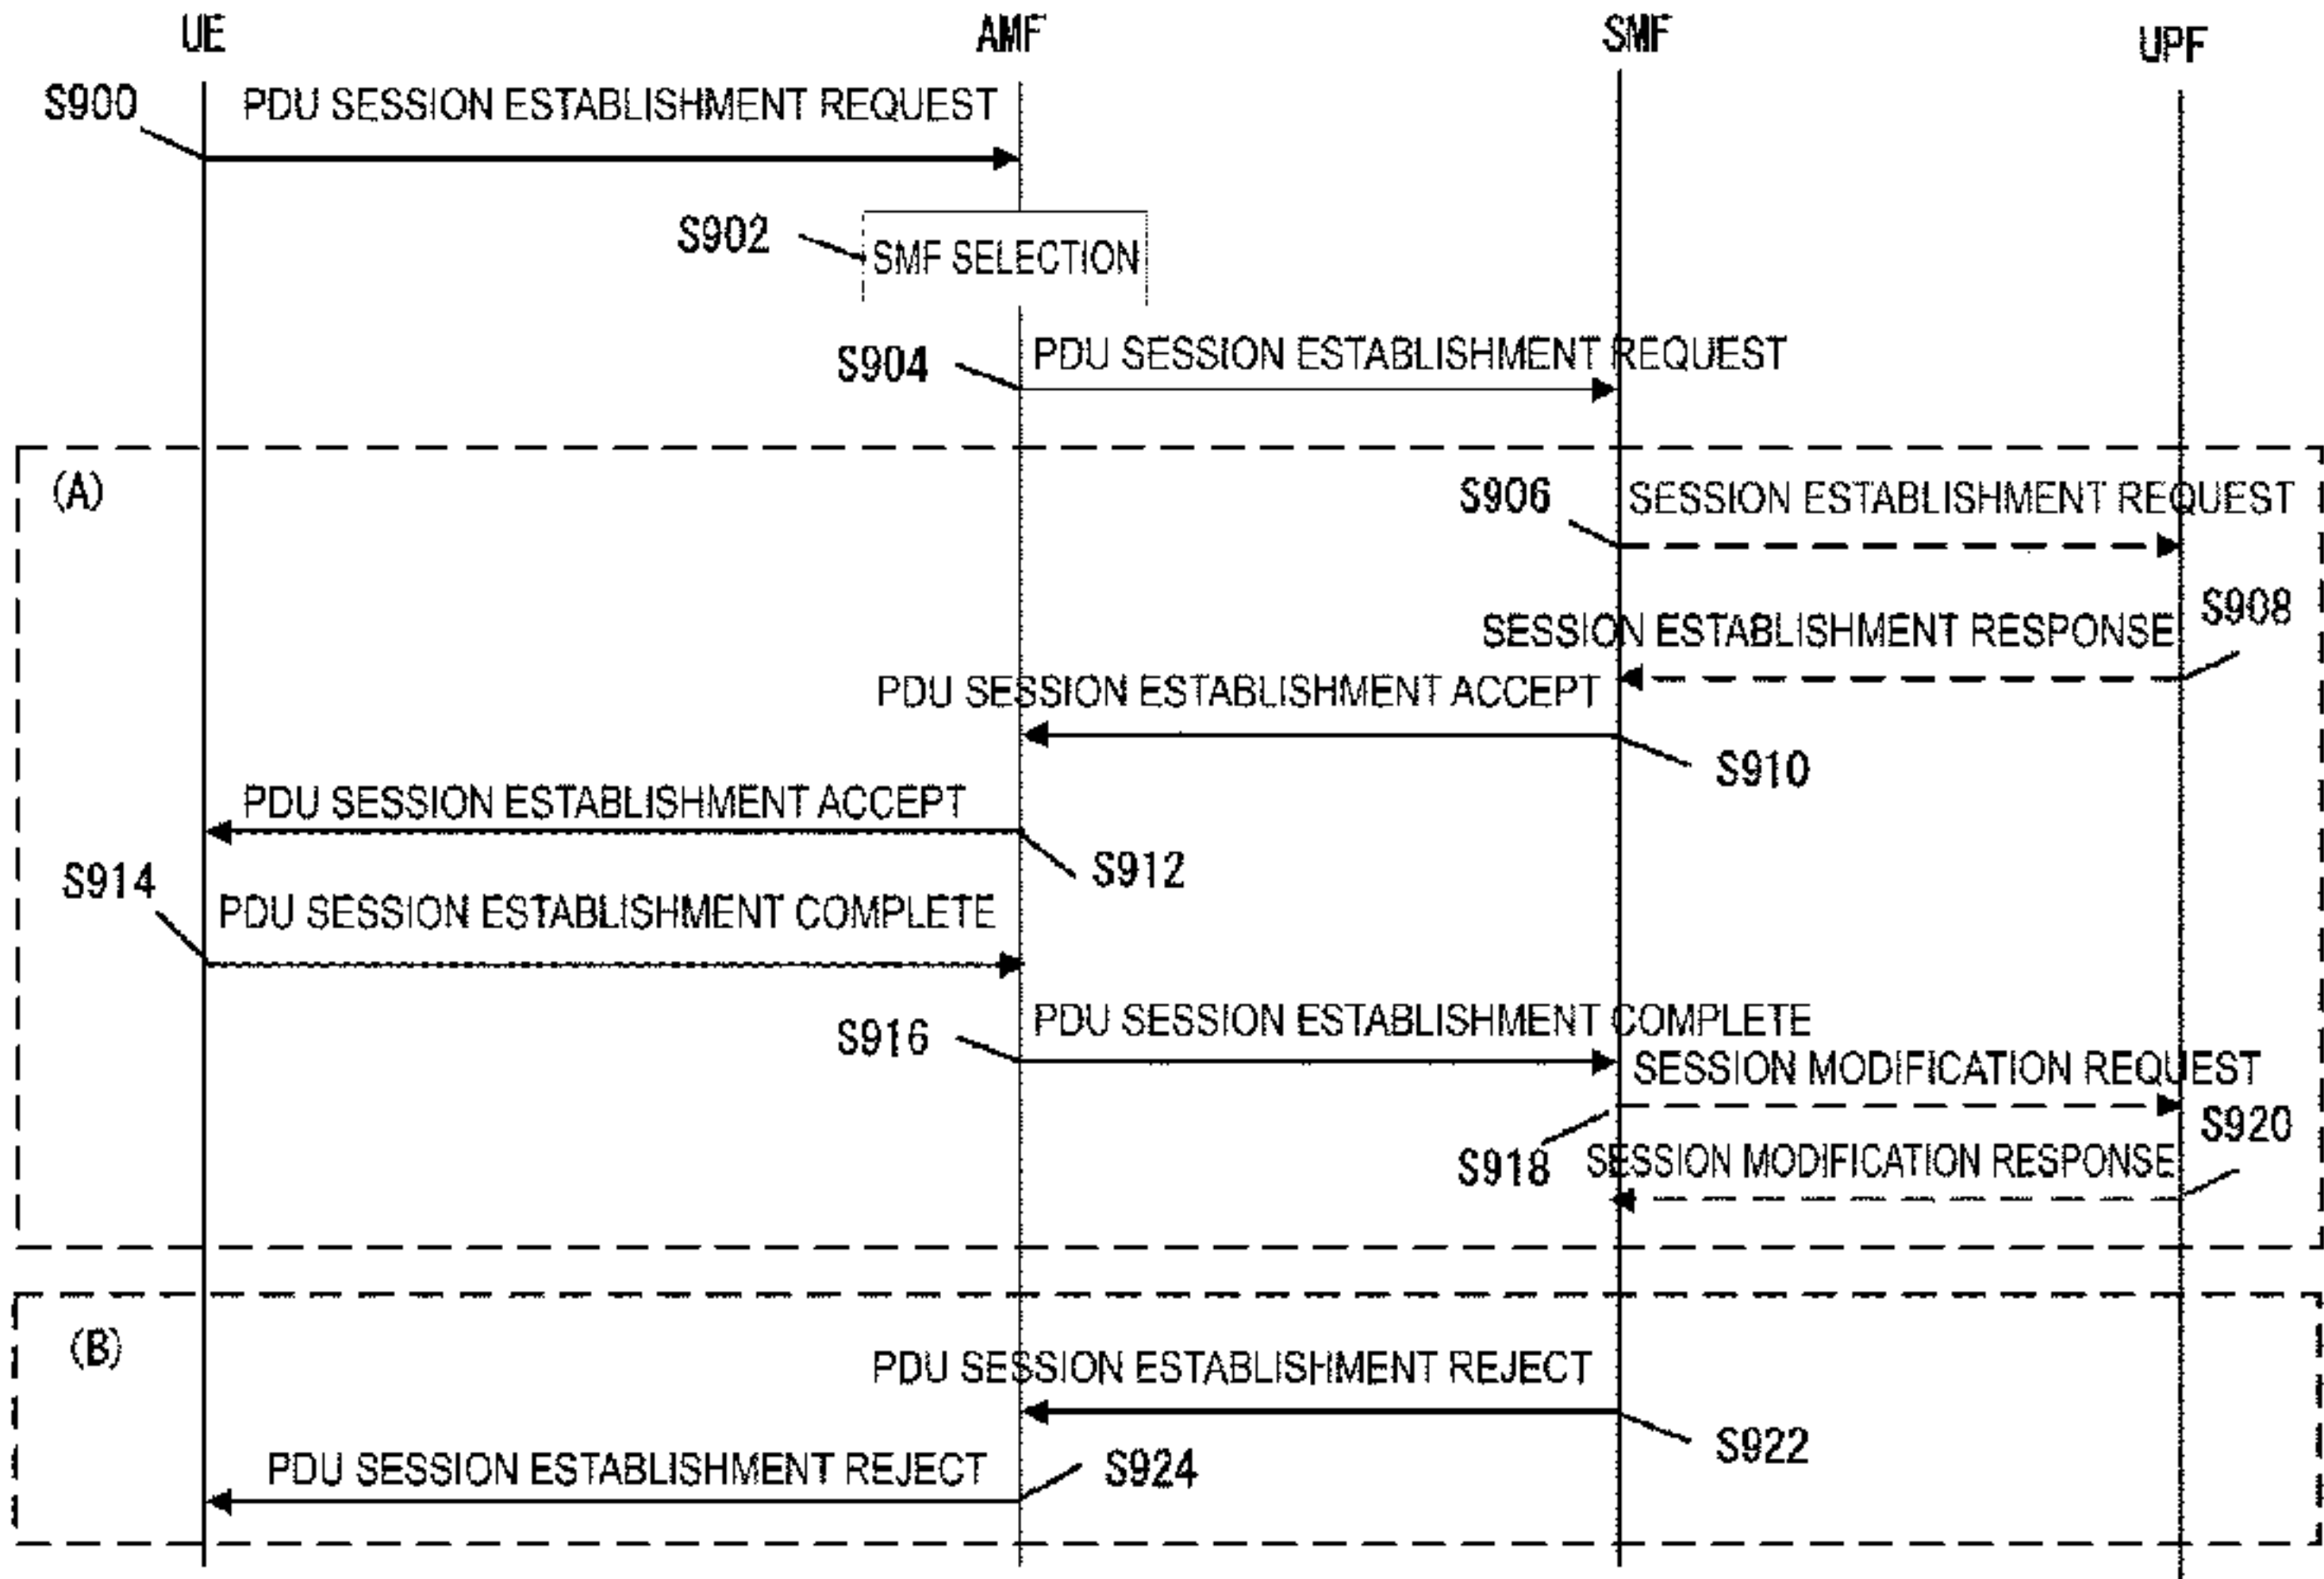 UE AMF SMF UPF
S900 PDU SESSION ESTABLISHMENT REQUEST
S902 SMF SELECTION
S904 PDU SESSION ESTABLISHMENT REQUEST
(A)
S906 SESSION ESTABLISHMENT REQUEST
SESSION ESTABLISHMENT RESPONSE S908
PDU SESSION ESTABLISHMENT ACCEPT
S910
PDU SESSION ESTABLISHMENT ACCEPT
S912
S914
PDU SESSION ESTABLISHMENT COMPLETE
S916 PDU SESSION ESTABLISHMENT COMPLETE
SESSION MODIFICATION REQUEST
S920
S918 SESSION MODIFICATION RESPONSE
(B)
PDU SESSION ESTABLISHMENT REJECT
S922
PDU SESSION ESTABLISHMENT REJECT S924